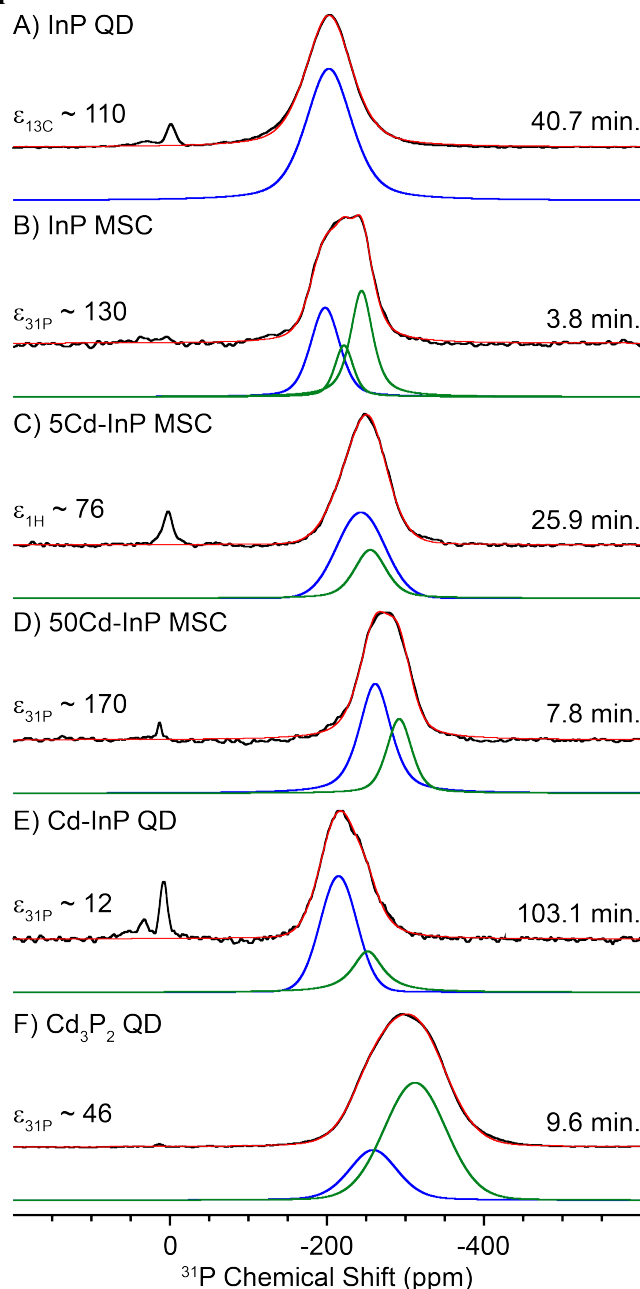 A) InP QD
ε13C ~ 110
40.7 min.
B) InP MSC
ε31P ~ 130
3.8 min.
C) 5Cd-InP MSC
ε1H ~ 76
25.9 min.
D) 50Cd-InP MSC
ε31P ~ 170
7.8 min.
E) Cd-InP QD
ε31P ~ 12
103.1 min.
F) Cd3P2 QD
ε31P ~ 46
9.6 min.
0 -200 -400
31P Chemical Shift (ppm)